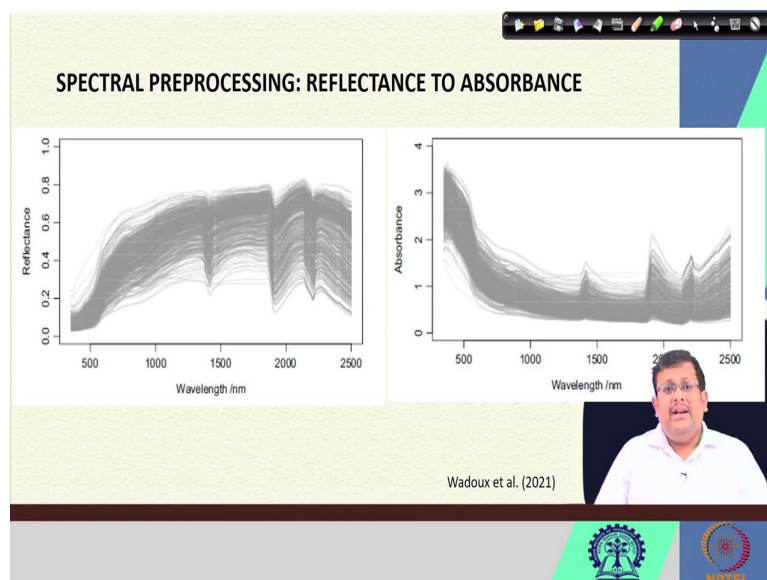 SPECTRAL PREPROCESSING: REFLECTANCE TO ABSORBANCE
Reflectance
1.0
0.8
0.6
0.4
0.2
0.0
500 1000 1500 2000 2500
Wavelength /nm
Absorbance
4
3
2
1
0
500 1000 1500 2500
Wavelength /nm
Wadoux et al. (2021)
NPTEL